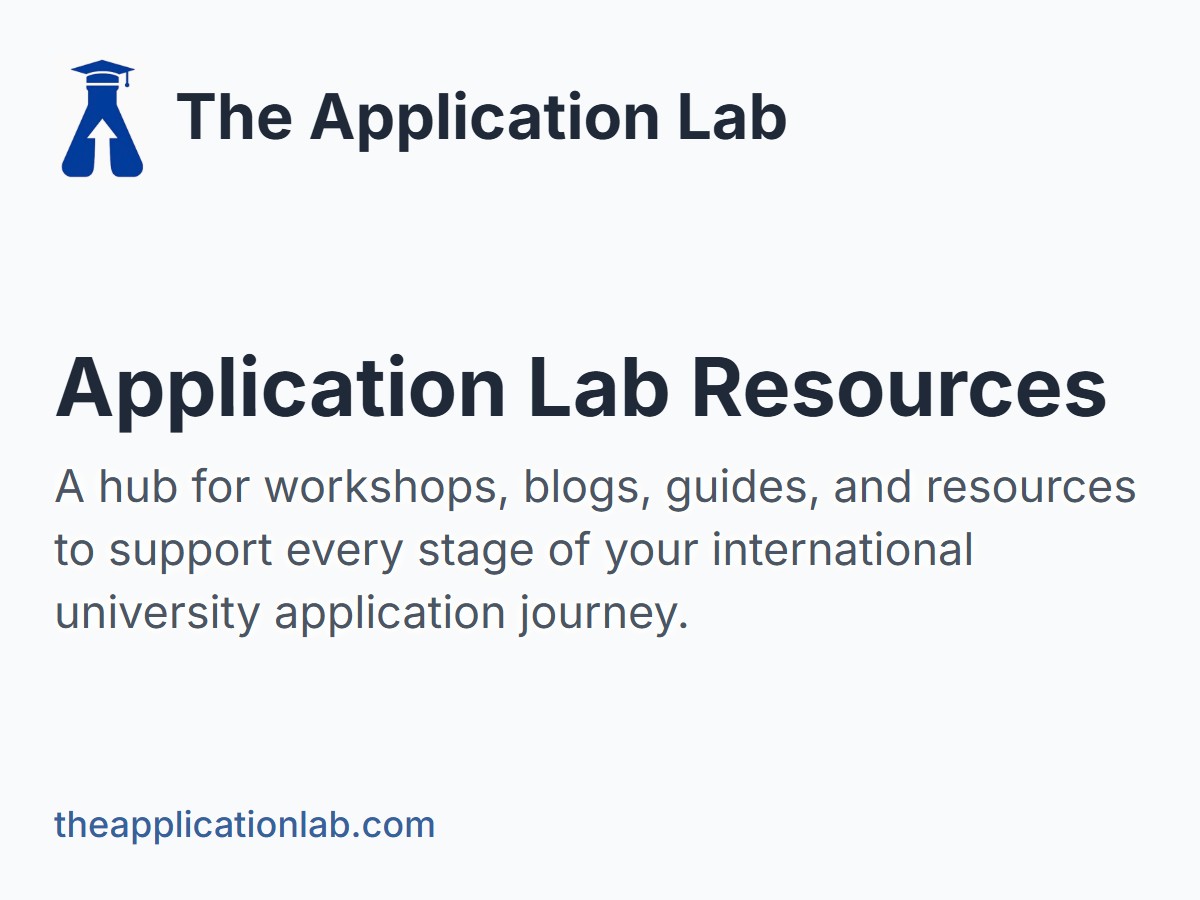 The Application Lab
Application Lab Resources
A hub for workshops, blogs, guides, and resources
to support every stage of your international
university application journey.
theapplicationlab.com